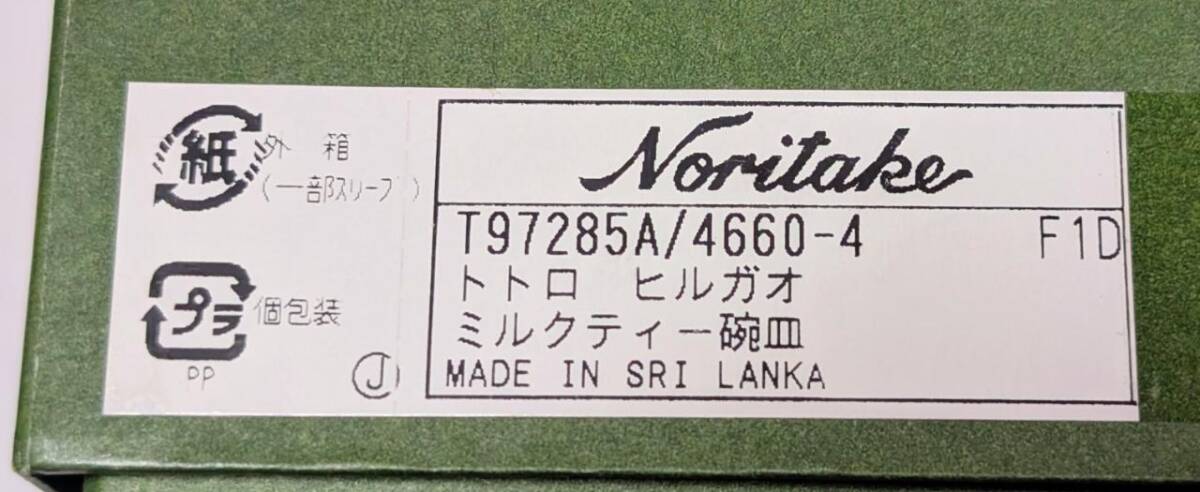 紙 外箱
(一部スリーブ)
プラ 個包装
PP
J
Noritake
T97285A/4660-4 F1D
トトロ ヒルガオ
ミルクティー碗皿
MADE IN SRI LANKA